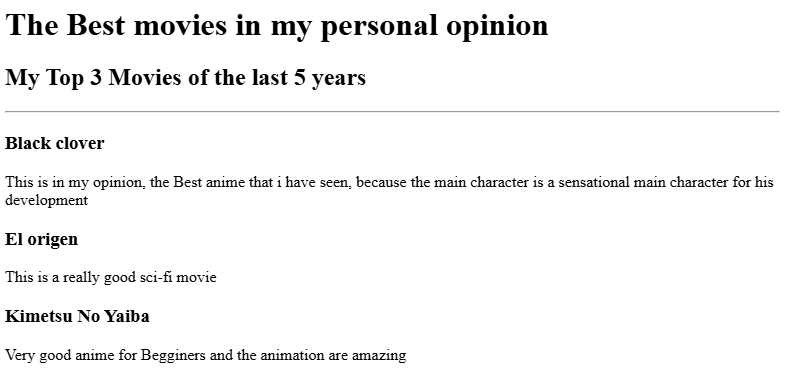 The Best movies in my personal opinion
My Top 3 Movies of the last 5 years
Black clover
This is in my opinion, the Best anime that i have seen, because the main character is a sensational main character for his
development
El origen
This is a really good sci-fi movie
Kimetsu No Yaiba
Very good anime for Begginers and the animation are amazing